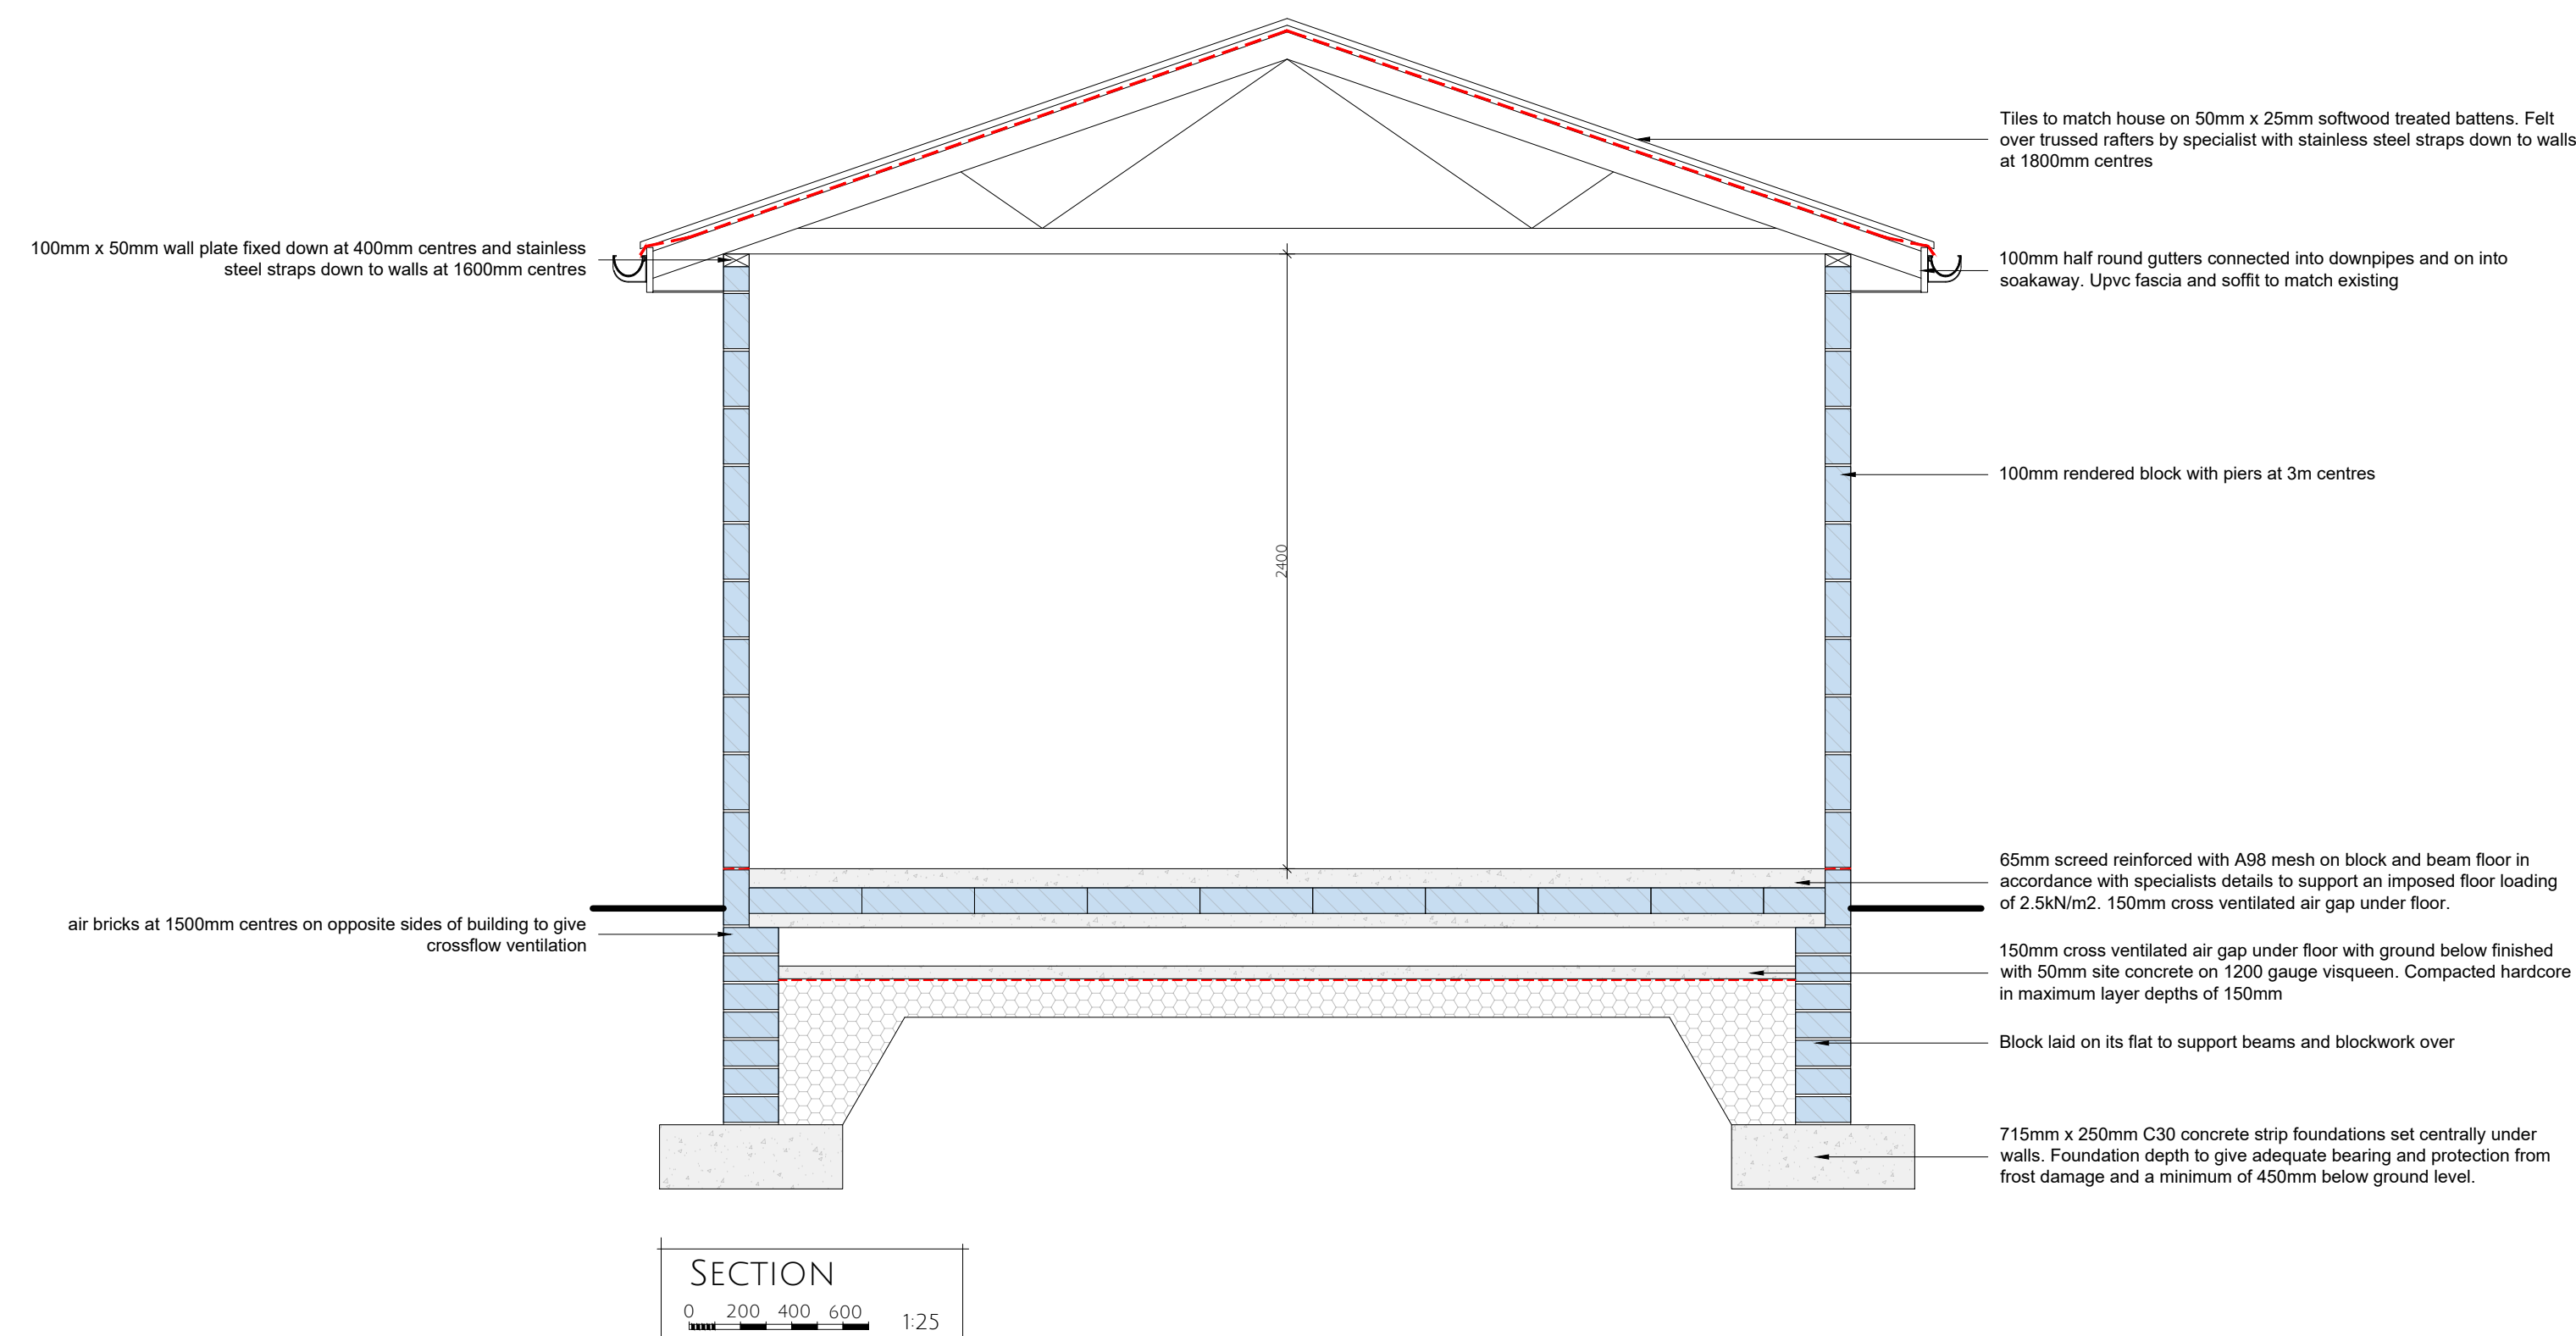 Tiles to match house on 50mm x 25mm softwood treated battens. Felt
over trussed rafters by specialist with stainless steel straps down to walls
at 1800mm centres
100mm x 50mm wall plate fixed down at 400mm centres and stainless
steel straps down to walls at 1600mm centres
100mm half round gutters connected into downpipes and on into
soakaway. Upvc fascia and soffit to match existing
100mm rendered block with piers at 3m centres
2400
65mm screed reinforced with A98 mesh on block and beam floor in
accordance with specialists details to support an imposed floor loading
of 2.5kN/m2. 150mm cross ventilated air gap under floor.
air bricks at 1500mm centres on opposite sides of building to give
crossflow ventilation
150mm cross ventilated air gap under floor with ground below finished
with 50mm site concrete on 1200 gauge visqueen. Compacted hardcore
in maximum layer depths of 150mm
Block laid on its flat to support beams and blockwork over
715mm x 250mm C30 concrete strip foundations set centrally under
walls. Foundation depth to give adequate bearing and protection from
frost damage and a minimum of 450mm below ground level.
SECTION
0 200 400 600
1:25